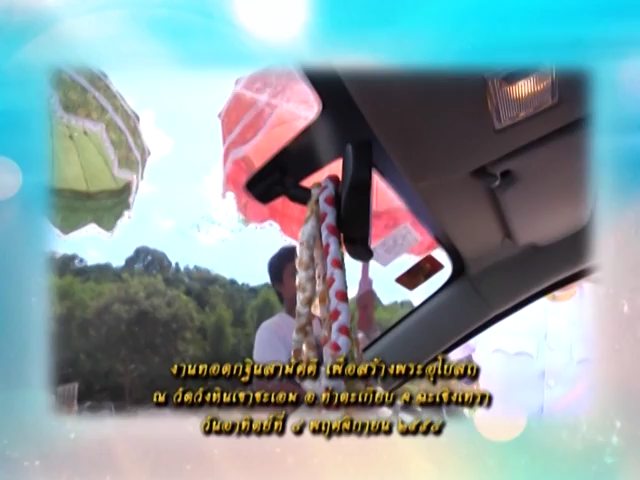 งานทอดกฐินสามัคคี เพื่อสร้างพระอุโบสถ
ณ วัดวังหินเขาชะเอม อ ท่าตะเกียบ จ ฉะเชิงเทรา
วันอาทิตย์ที่ ๔ พฤศจิกายน ๒๕๕๕